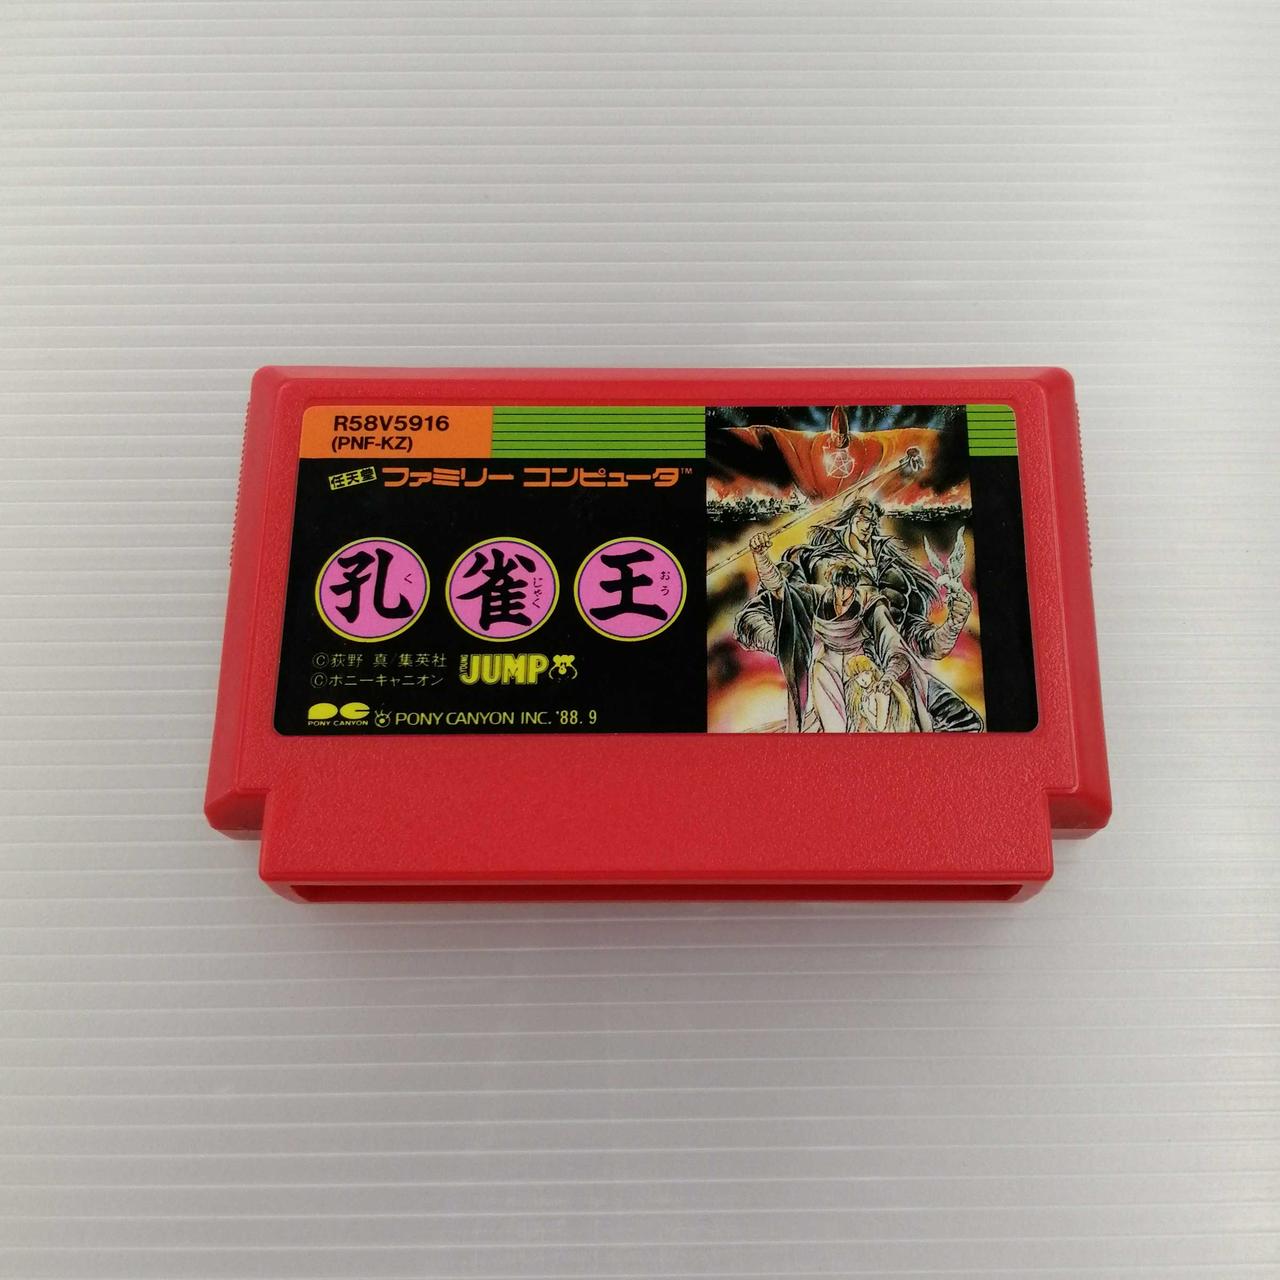 R58V5916
(PNF-KZ)
任天堂 ファミリー コンピュータ™
孔 雀 王
く じゃく おう
©荻野 真/集英社
©ポニーキャニオン
YOUNG JUMP
PONY CANYON
PONY CANYON INC. '88. 9